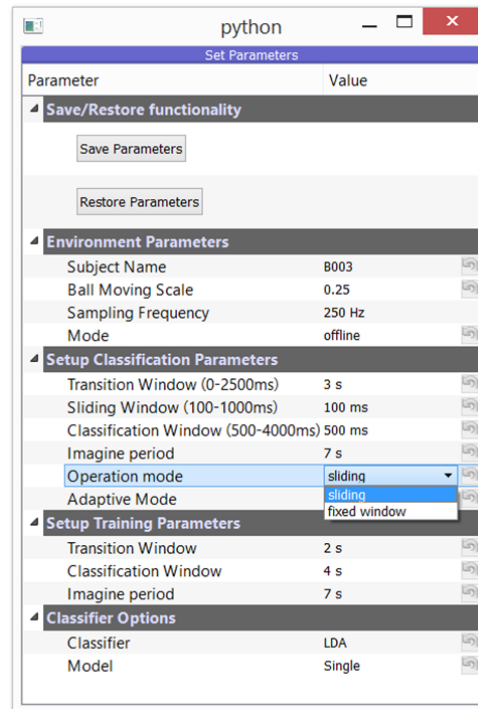 python
Set Parameters
Parameter Value
Save/Restore functionality
Save Parameters
Restore Parameters
Environment Parameters
Subject Name B003
Ball Moving Scale 0.25
Sampling Frequency 250 Hz
Mode offline
Setup Classification Parameters
Transition Window (0-2500ms) 3 s
Sliding Window (100-1000ms) 100 ms
Classification Window (500-4000ms) 500 ms
Imagine period 7 s
Operation mode sliding
Adaptive Mode sliding
fixed window
Setup Training Parameters
Transition Window 2 s
Classification Window 4 s
Imagine period 7 s
Classifier Options
Classifier LDA
Model Single